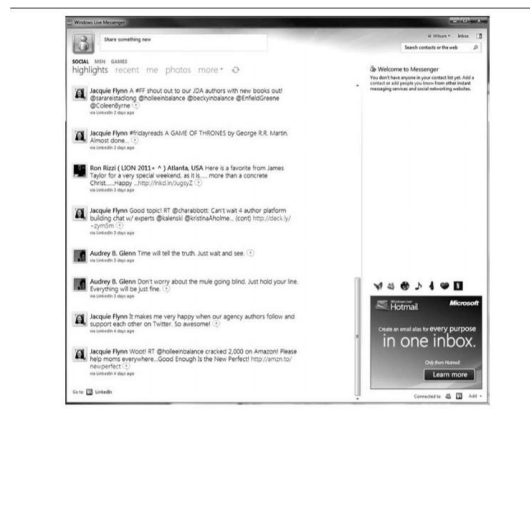 Windows Live Messenger
Share something new
Wilson Inbox
Search contacts or the web
SOCIAL MSN GAMES
highlights recent me photos more
Jacquie Flynn A #FF shout out to our JDA authors with new books out!
@sarareistadlong @holleeinbalance @beckyinbalance @EnfieldGreene
@ColeenByrne
via LinkedIn 2 days ago
Jacquie Flynn #fridayreads A GAME OF THRONES by George R.R. Martin.
Almost done...
via LinkedIn 2 days ago
Ron Rizzi ( LION 2011+ ^ ) Atlanta, USA Here is a favorite from James
Taylor for a very special weekend, as it is..... more than a concrete
Christ.....Happy ...http://lnkd.in/JugsyZ
via LinkedIn 3 days ago
Jacquie Flynn Good topic! RT @charabbott: Can't wait 4 author platform
building chat w/ experts @kalenski @kristinaAholme... (cont) http://deck.ly/
~zym5m
via LinkedIn 3 days ago
Audrey B. Glenn Time will tell the truth. Just wait and see.
via LinkedIn 3 days ago
Audrey B. Glenn Don't worry about the mule going blind. Just hold your line.
Everything will be just fine.
via LinkedIn 3 days ago
Jacquie Flynn It makes me very happy when our agency authors follow and
support each other on Twitter. So awesome!
via LinkedIn 4 days ago
Jacquie Flynn Woot! RT @holleeinbalance cracked 2,000 on Amazon! Please
help moms everywhere...Good Enough Is the New Perfect! http://amzn.to/
newperfect
via LinkedIn 4 days ago
Go to LinkedIn
Welcome to Messenger
You don't have anyone in your contact list yet. Add a
contact or add people you know from other instant
messaging services and social networking websites.
Windows Live
Hotmail
Microsoft
Create an email alias for every purpose
in one inbox.
Only from Hotmail
Learn more
Connected to Add